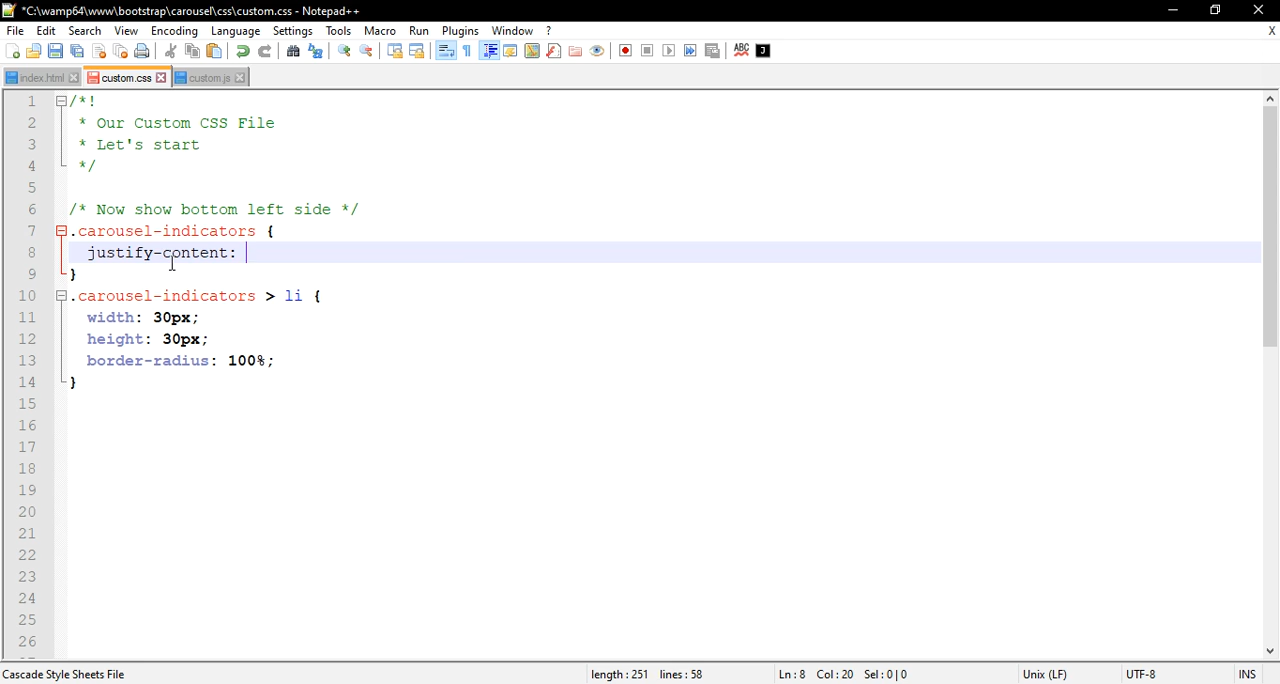 *C:\wamp64\www\bootstrap\carousel\css\custom.css - Notepad++
File Edit Search View Encoding Language Settings Tools Macro Run Plugins Window ? X
index.html custom.css custom.js
1 /*!
2 * Our Custom CSS File
3 * Let's start
4 */
5
6 /* Now show bottom left side */
7 .carousel-indicators {
8 justify-content:
9 }
10 .carousel-indicators > li {
11 width: 30px;
12 height: 30px;
13 border-radius: 100%;
14 }
15
16
17
18
19
20
21
22
23
24
25
26
Cascade Style Sheets File length : 251 lines : 58 Ln : 8 Col : 20 Sel : 0 | 0 Unix (LF) UTF-8 INS